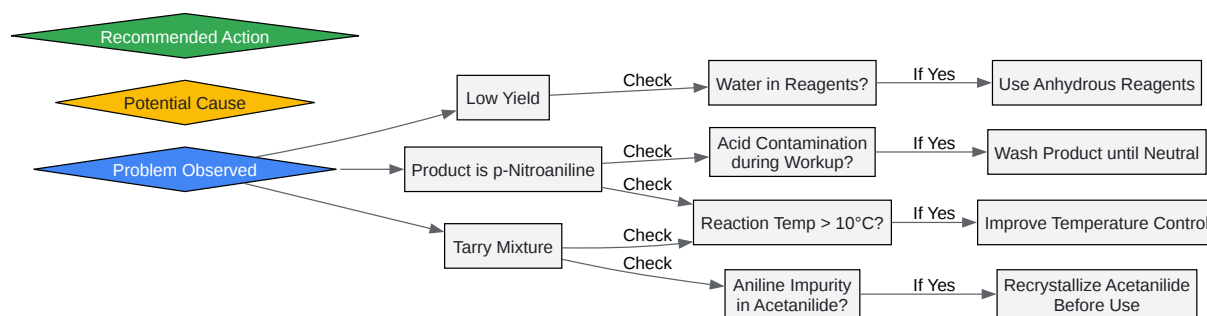 Recommended Action
Potential Cause
Problem Observed
Low Yield
Check
Water in Reagents?
If Yes
Use Anhydrous Reagents
Product is p-Nitroaniline
Check
Acid Contamination
during Workup?
If Yes
Wash Product until Neutral
Check
Reaction Temp > 10°C?
If Yes
Improve Temperature Control
Tarry Mixture
Check
Check
Aniline Impurity
in Acetanilide?
If Yes
Recrystallize Acetanilide
Before Use